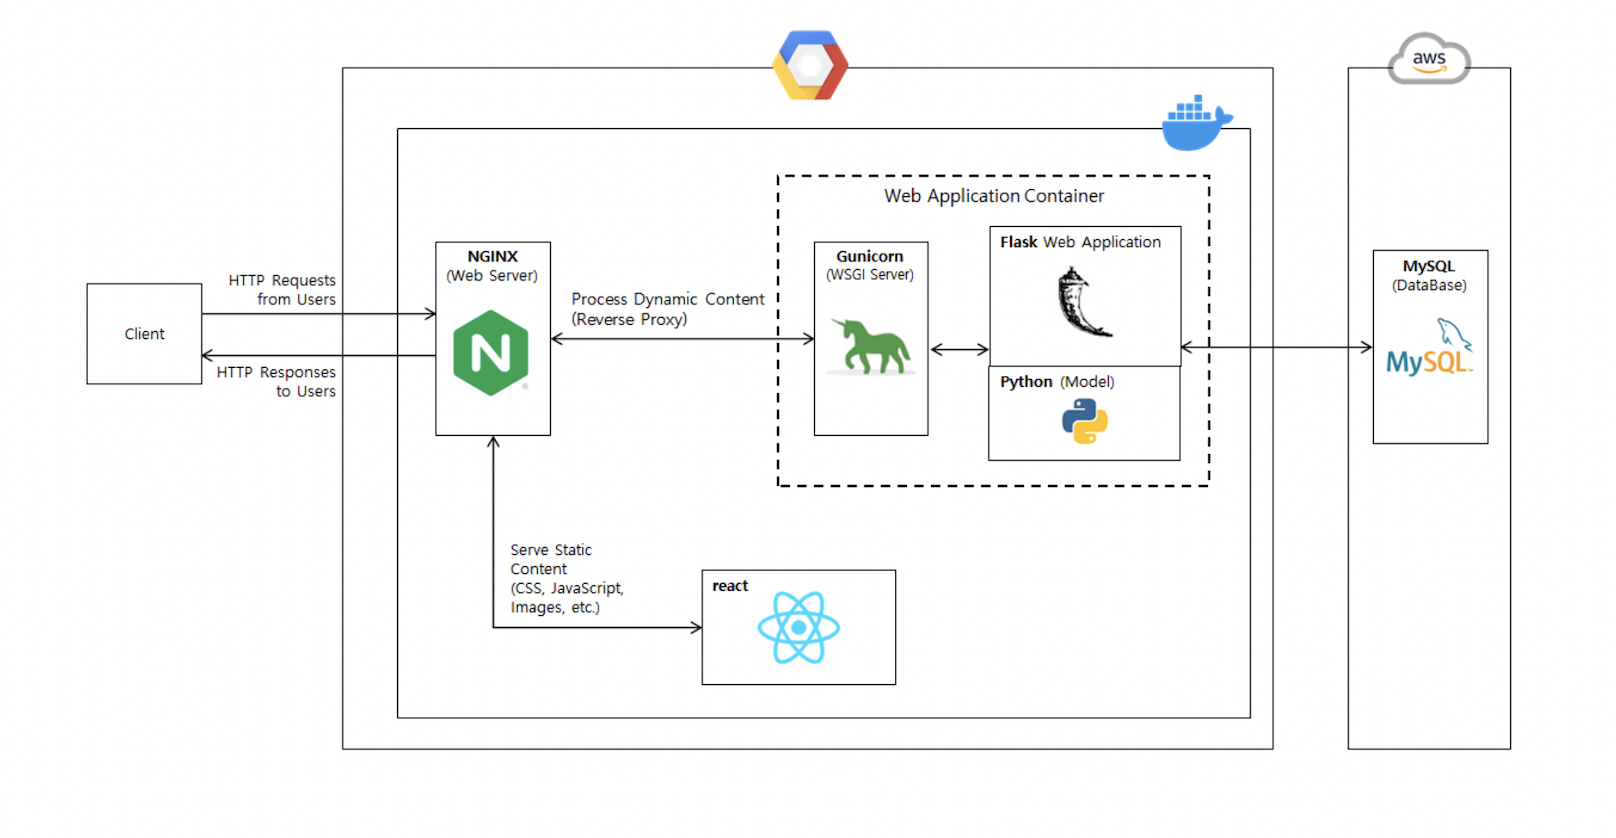 aws
Web Application Container
NGINX
(Web Server)
Gunicorn
(WSGI Server)
Flask Web Application
MySQL
(DataBase)
HTTP Requests
from Users
Process Dynamic Content
(Reverse Proxy)
Client
N
MySQL
HTTP Responses
to Users
Python (Model)
Serve Static
Content
(CSS, JavaScript,
Images, etc.)
react